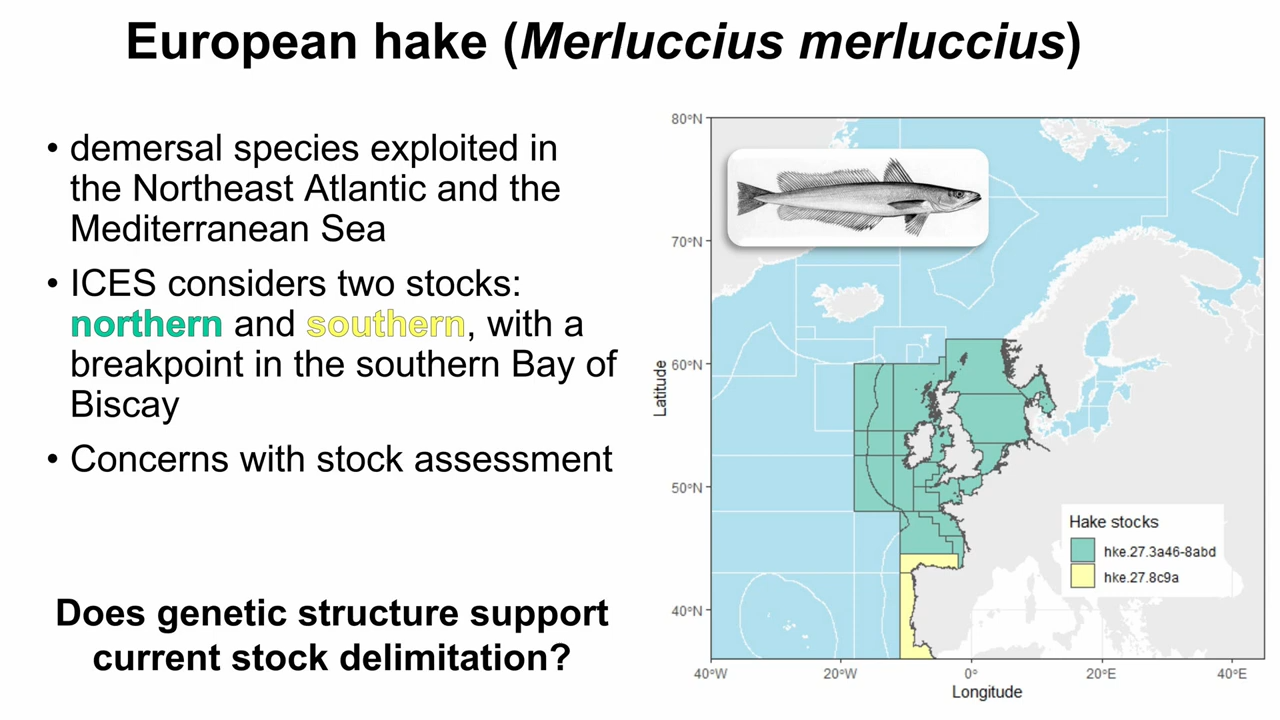 European hake (Merluccius merluccius)
• demersal species exploited in
the Northeast Atlantic and the
Mediterranean Sea
• ICES considers two stocks:
northern and southern, with a
breakpoint in the southern Bay of
Biscay
• Concerns with stock assessment
Does genetic structure support
current stock delimitation?
80°N
70°N
60°N
50°N
40°N
Latitude
40°W
20°W
0°
20°E
40°E
Longitude
Hake stocks
hke.27.3a46-8abd
hke.27.8c9a